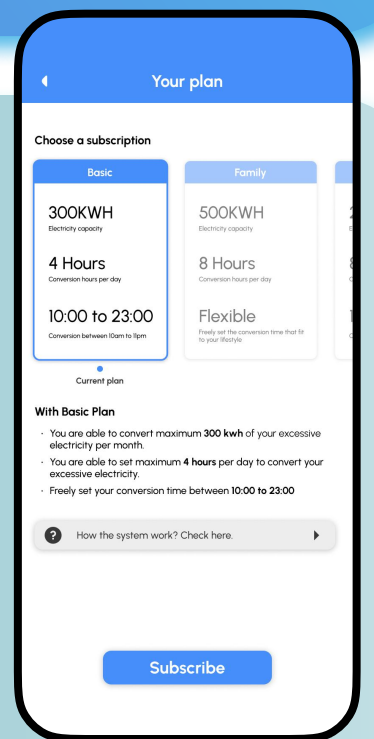 Your plan
Choose a subscription
Basic
300KWH
Electricity capacity
4 Hours
Conversion hours per day
10:00 to 23:00
Conversion between 10am to 11pm
Current plan
Family
500KWH
Electricity capacity
8 Hours
Conversion hours per day
Flexible
Freely set the conversion time that fit
to your lifestyle
With Basic Plan
· You are able to convert maximum 300 kwh of your excessive
electricity per month.
· You are able to set maximum 4 hours per day to convert your
excessive electricity.
· Freely set your conversion time between 10:00 to 23:00
? How the system work? Check here.
Subscribe